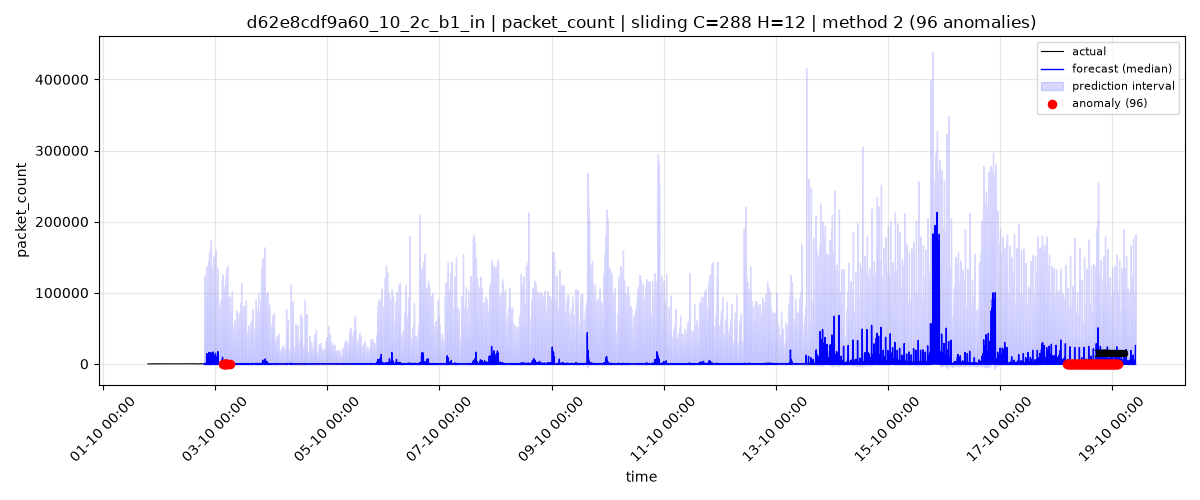 d62e8cdf9a60_10_2c_b1_in | packet_count | sliding C=288 H=12 | method 2 (96 anomalies)
actual
forecast (median)
prediction interval
anomaly (96)
packet_count
400000
300000
200000
100000
0
01-10 00:00
03-10 00:00
05-10 00:00
07-10 00:00
09-10 00:00
11-10 00:00
13-10 00:00
15-10 00:00
17-10 00:00
19-10 00:00
time